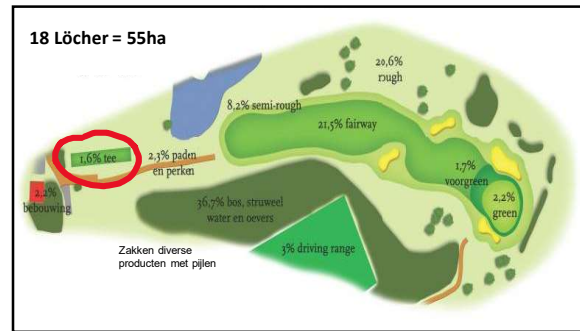 18 Löcher = 55ha
20,6%
rough
8,2% semi-rough
21,5% fairway
1,6% tee
2,3% paden
en perken
1,7%
voorgreen
2,2%
bebouwing
36,7% bos, struweel
water en oevers
2,2%
green
Zakken diverse
producten met pijlen
3% driving range